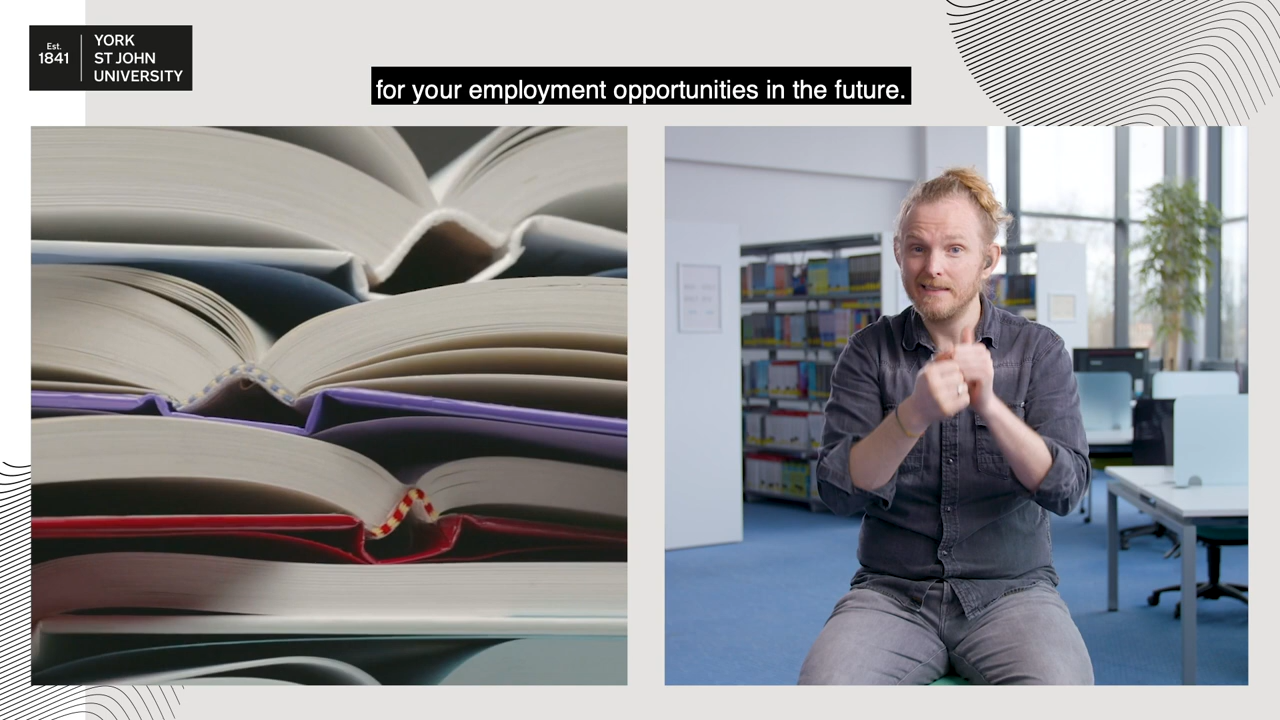 Est.
1841
YORK
ST JOHN
UNIVERSITY
for your employment opportunities in the future.